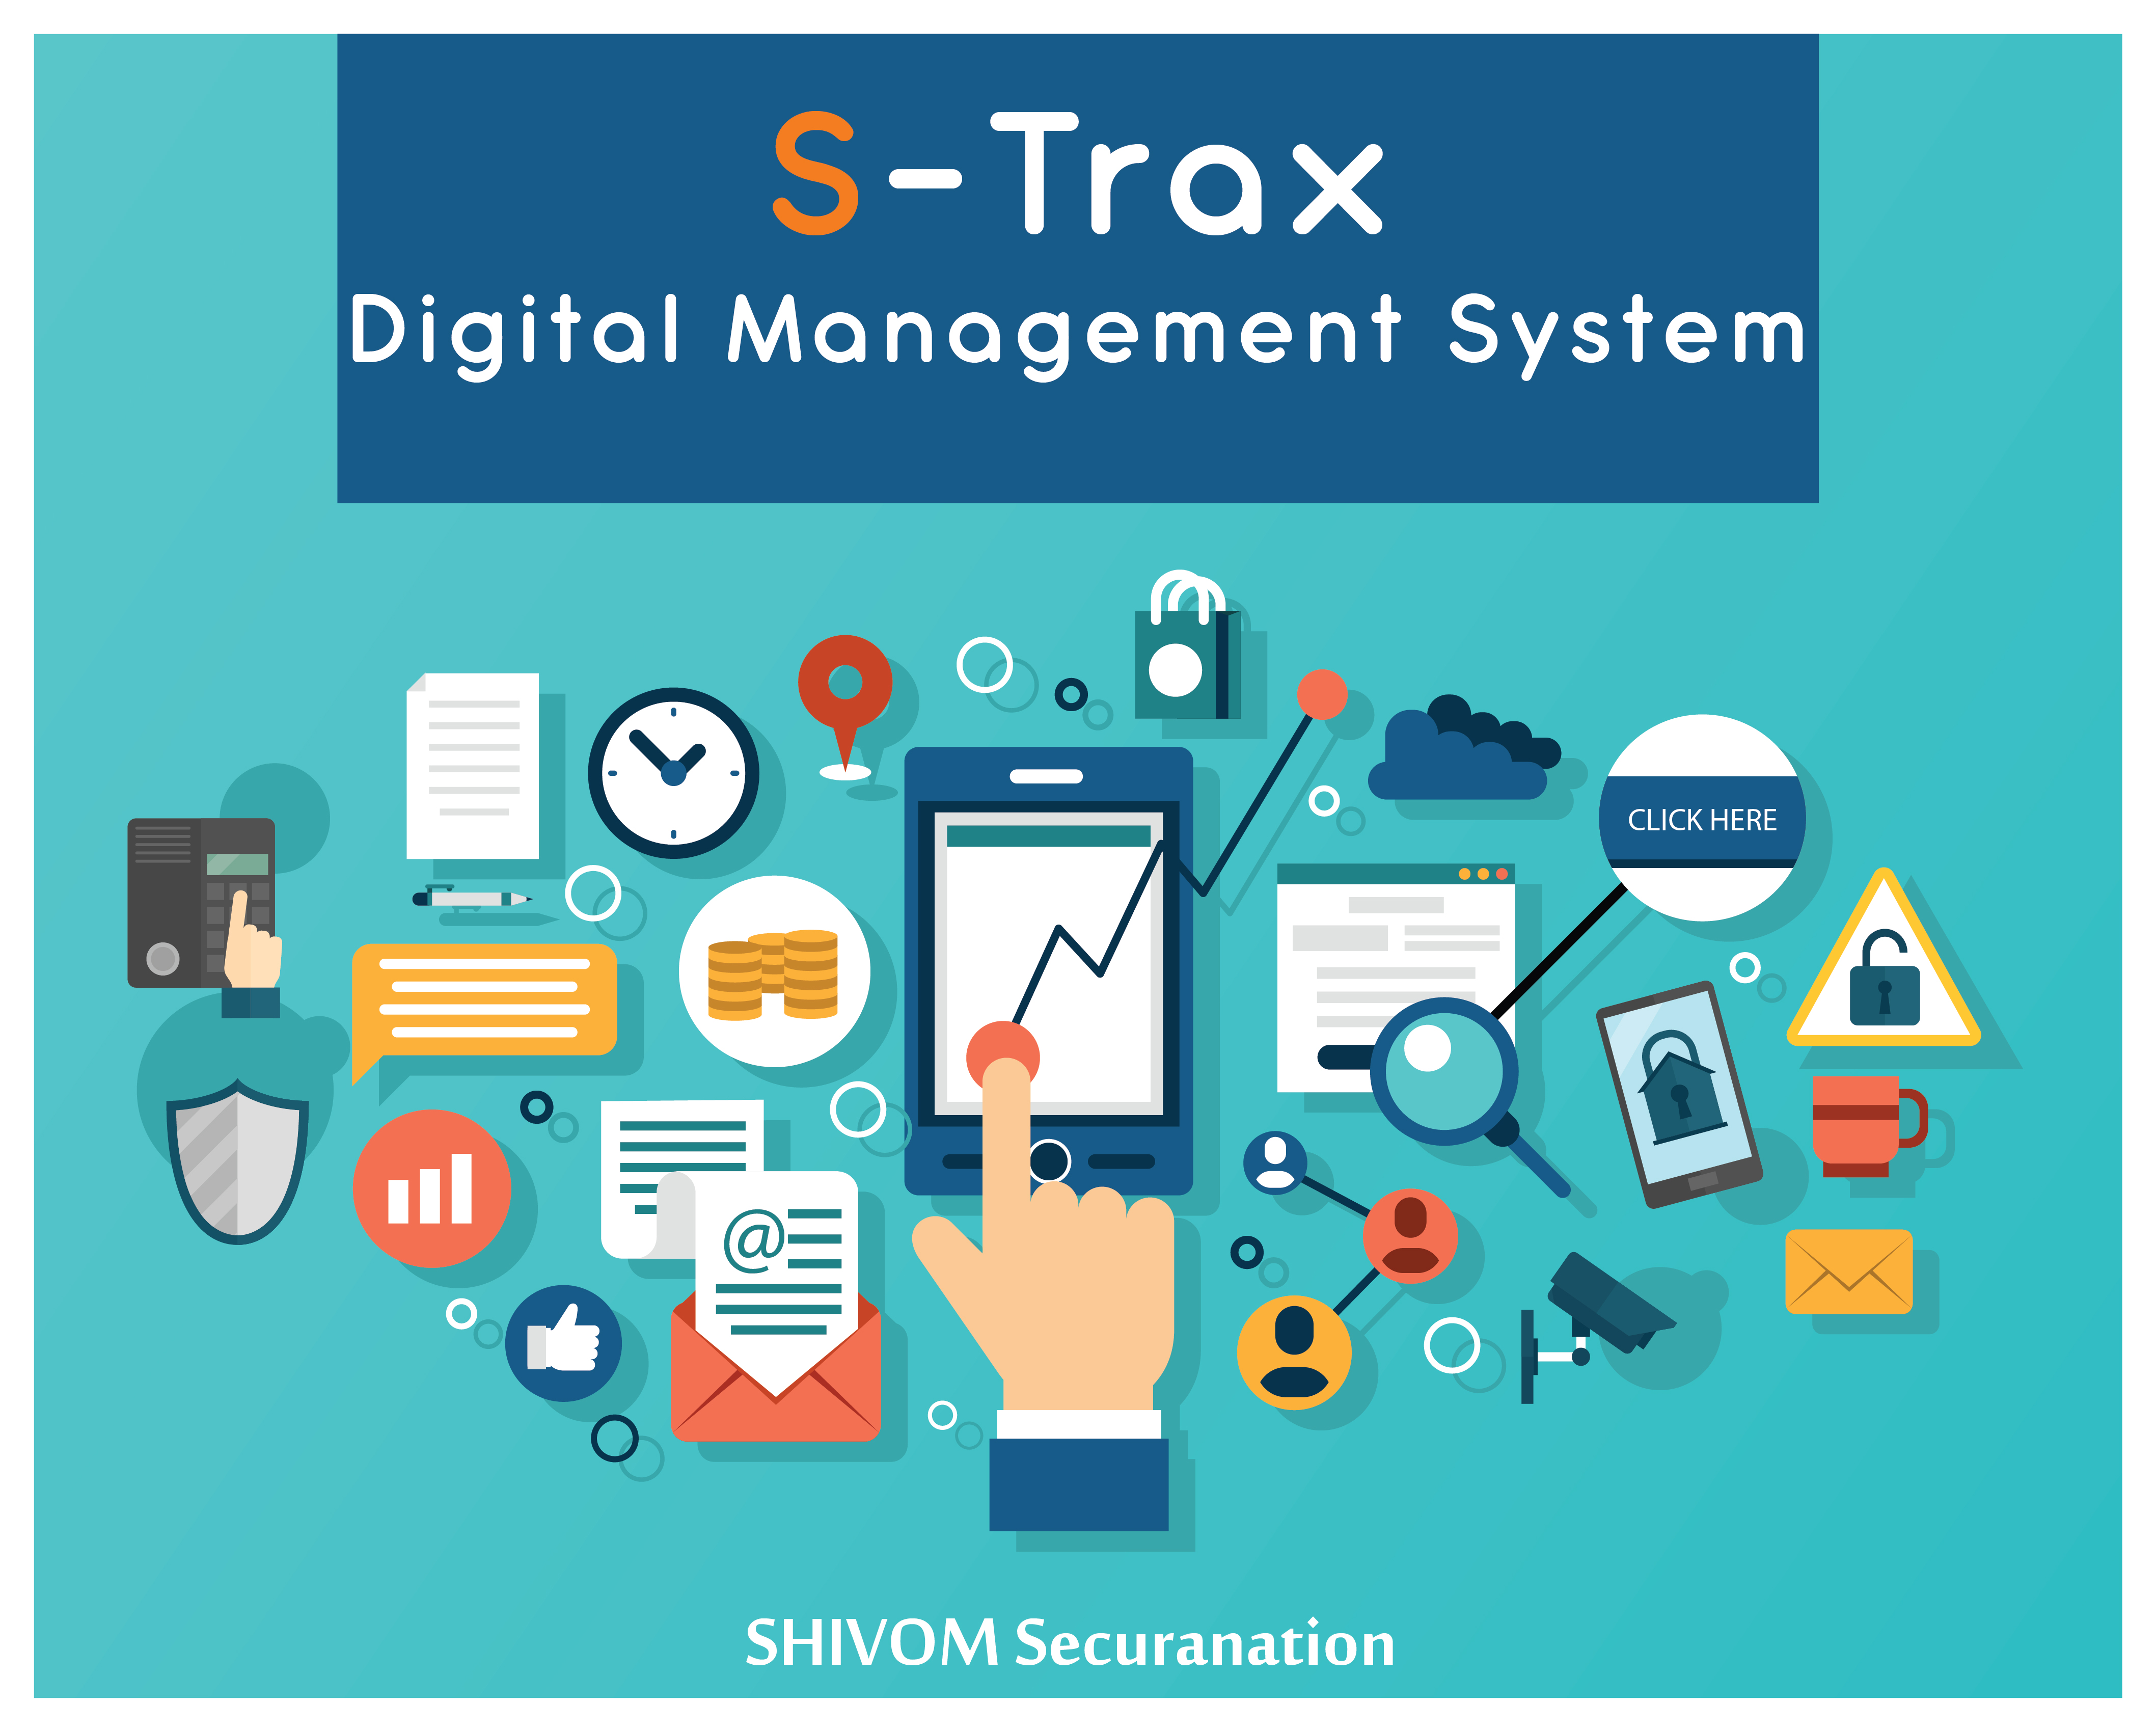 S-Trax
Digital Management System
CLICK HERE
@
SHIVOM Securanation